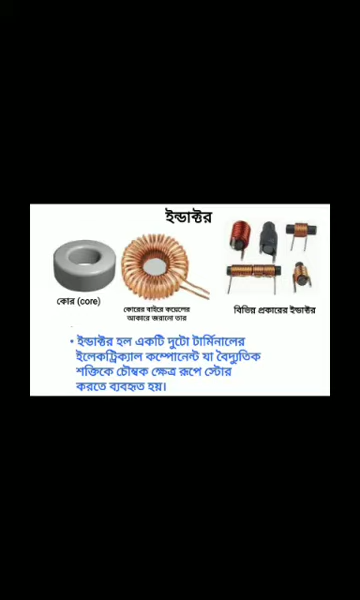 ইন্ডাক্টর
কোর (core)
কোরের বাহিরে কয়েলের
আকারে জরানো তার
বিভিন্ন প্রকারের ইন্ডাক্টর
• ইন্ডাক্টর হল একটি দুটো টার্মিনালের
ইলেকট্রিক্যাল কম্পোনেন্ট যা বৈদ্যুতিক
শক্তিকে চৌম্বক ক্ষেত্র রূপে স্টোর
করতে ব্যবহৃত হয়।